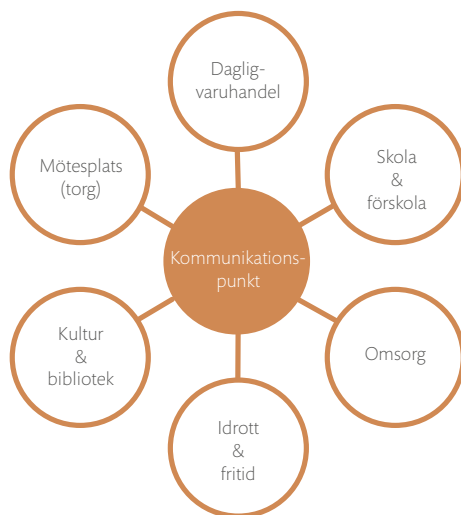 Daglig-
varuhandel
Mötesplats
(torg)
Skola
&
förskola
Kommunikations-
punkt
Kultur
&
bibliotek
Omsorg
Idrott
&
fritid